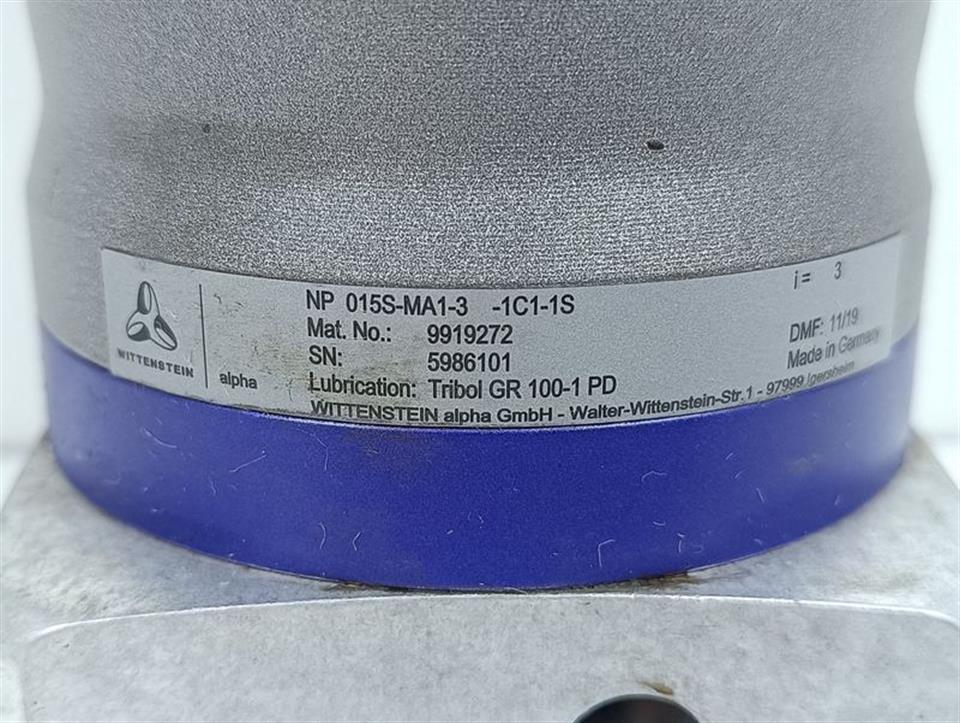 NP 015S-MA1-3 -1C1-1S
i = 3
Mat. No.: 9919272
SN: 5986101
DMF: 11/19
Lubrication: Tribol GR 100-1 PD
Made in Germany
WITTENSTEIN
alpha
WITTENSTEIN alpha GmbH - Walter-Wittenstein-Str.1 - 97999 Igersheim